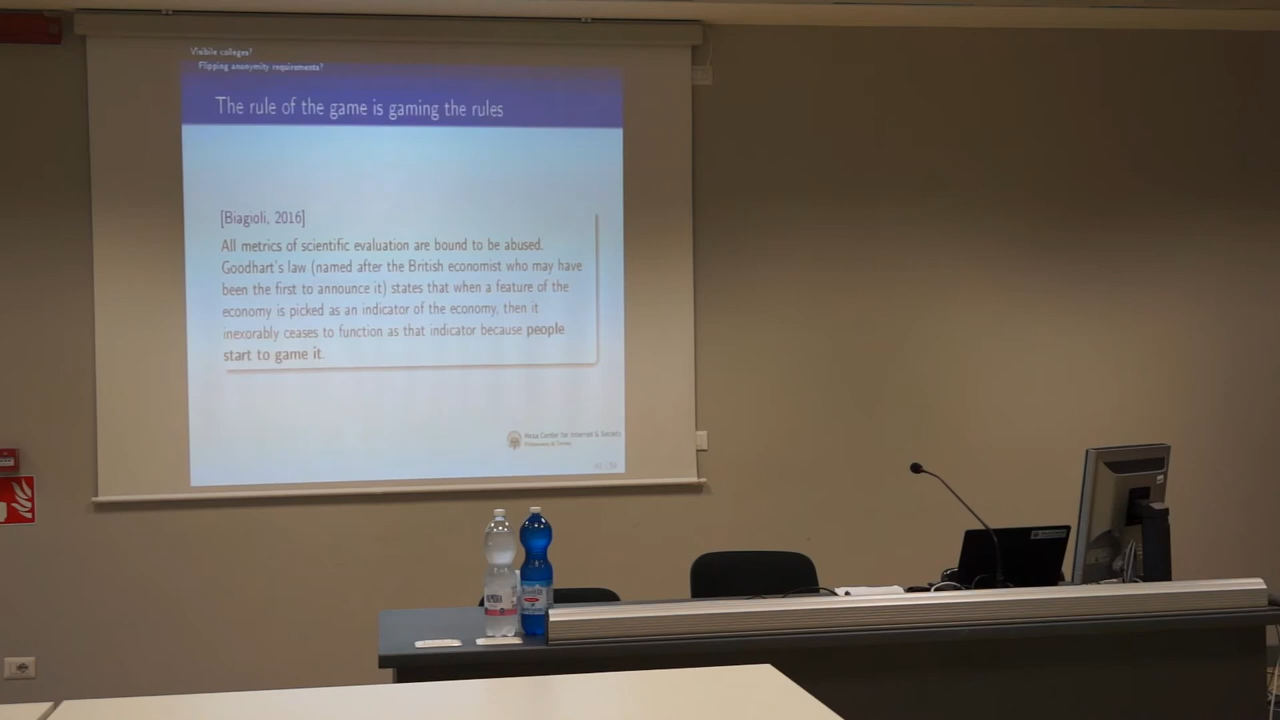 Visibile colleges?
Flipping anonymity requirements?
The rule of the game is gaming the rules
[Biagioli, 2016]
All metrics of scientific evaluation are bound to be abused.
Goodhart's law (named after the British economist who may have
been the first to announce it) states that when a feature of the
economy is picked as an indicator of the economy, then it
inexorably ceases to function as that indicator because people
start to game it.
Nexa Center for Internet & Society
Politecnico di Torino